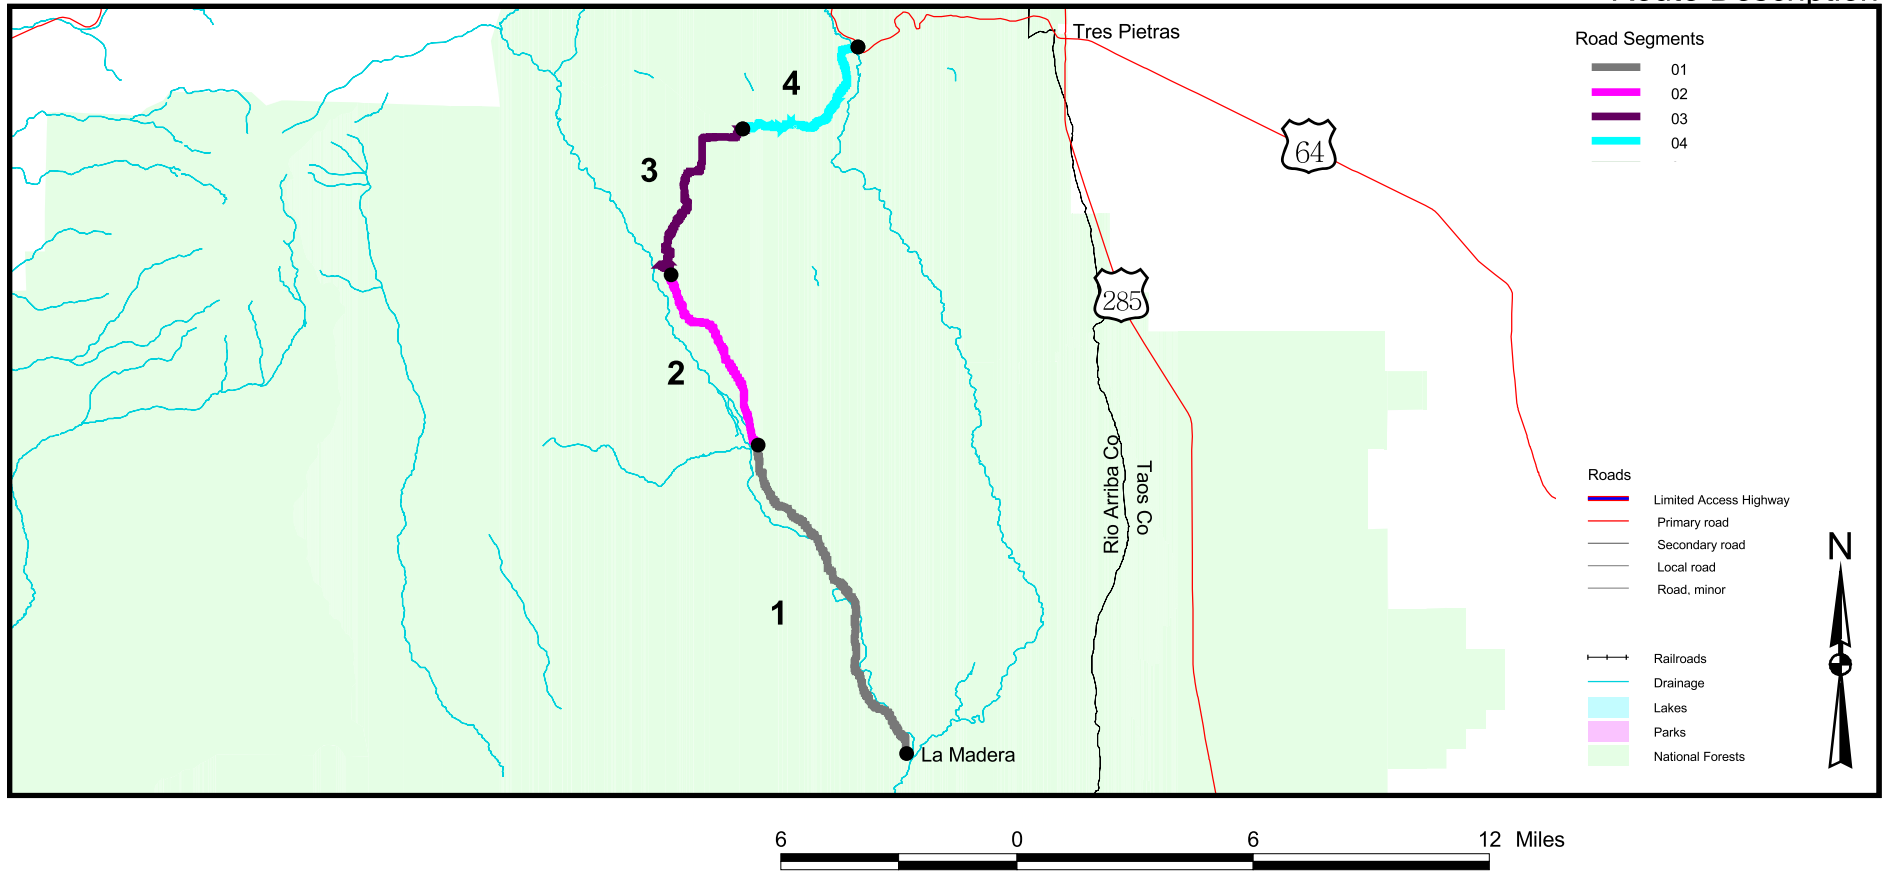 Route Description
Tres Pietras
Road Segments
01
02
03
04
4
3
64
285
2
Rio Arriba Co
Taos Co
1
La Madera
Roads
Limited Access Highway
Primary road
Secondary road
Local road
Road, minor
Railroads
Drainage
Lakes
Parks
National Forests
N
6 0 6 12 Miles